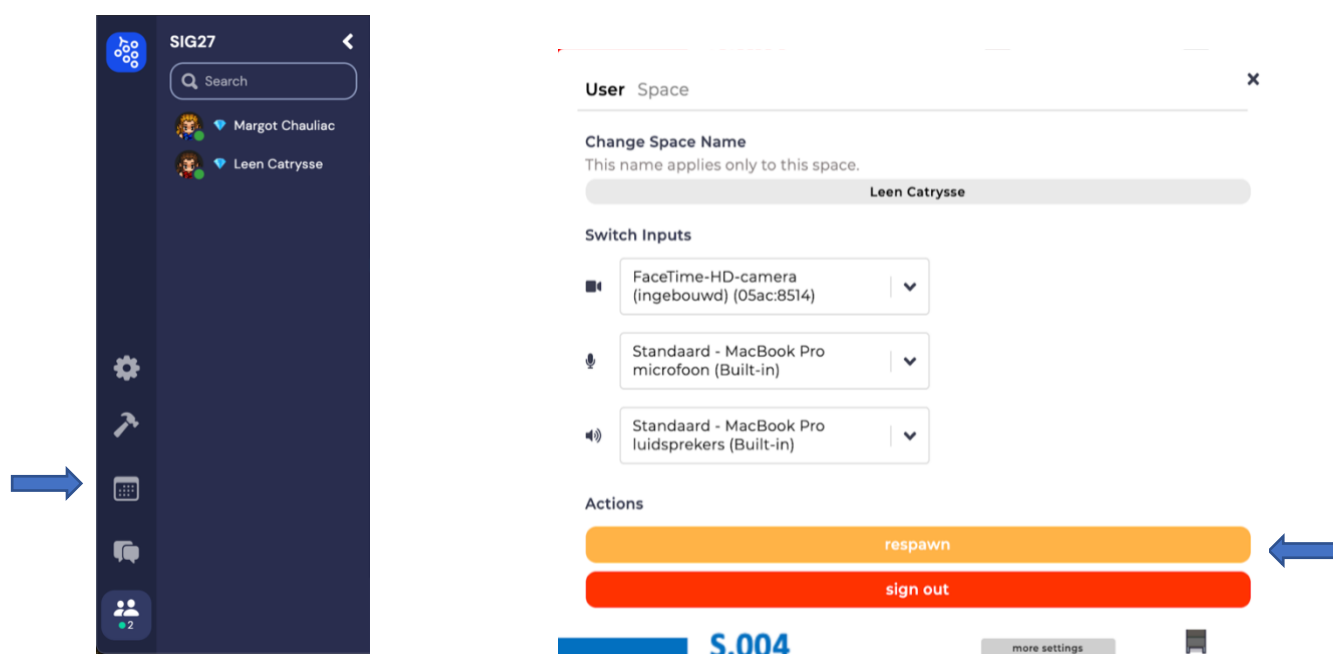 SIG27
Search
Margot Chauliac
Leen Catrysse
2
User Space
Change Space Name
This name applies only to this space.
Leen Catrysse
Switch Inputs
FaceTime-HD-camera
(ingebouwd) (05ac:8514)
Standaard - MacBook Pro
microfoon (Built-in)
Standaard - MacBook Pro
luidsprekers (Built-in)
Actions
respawn
sign out
S.004
more settings